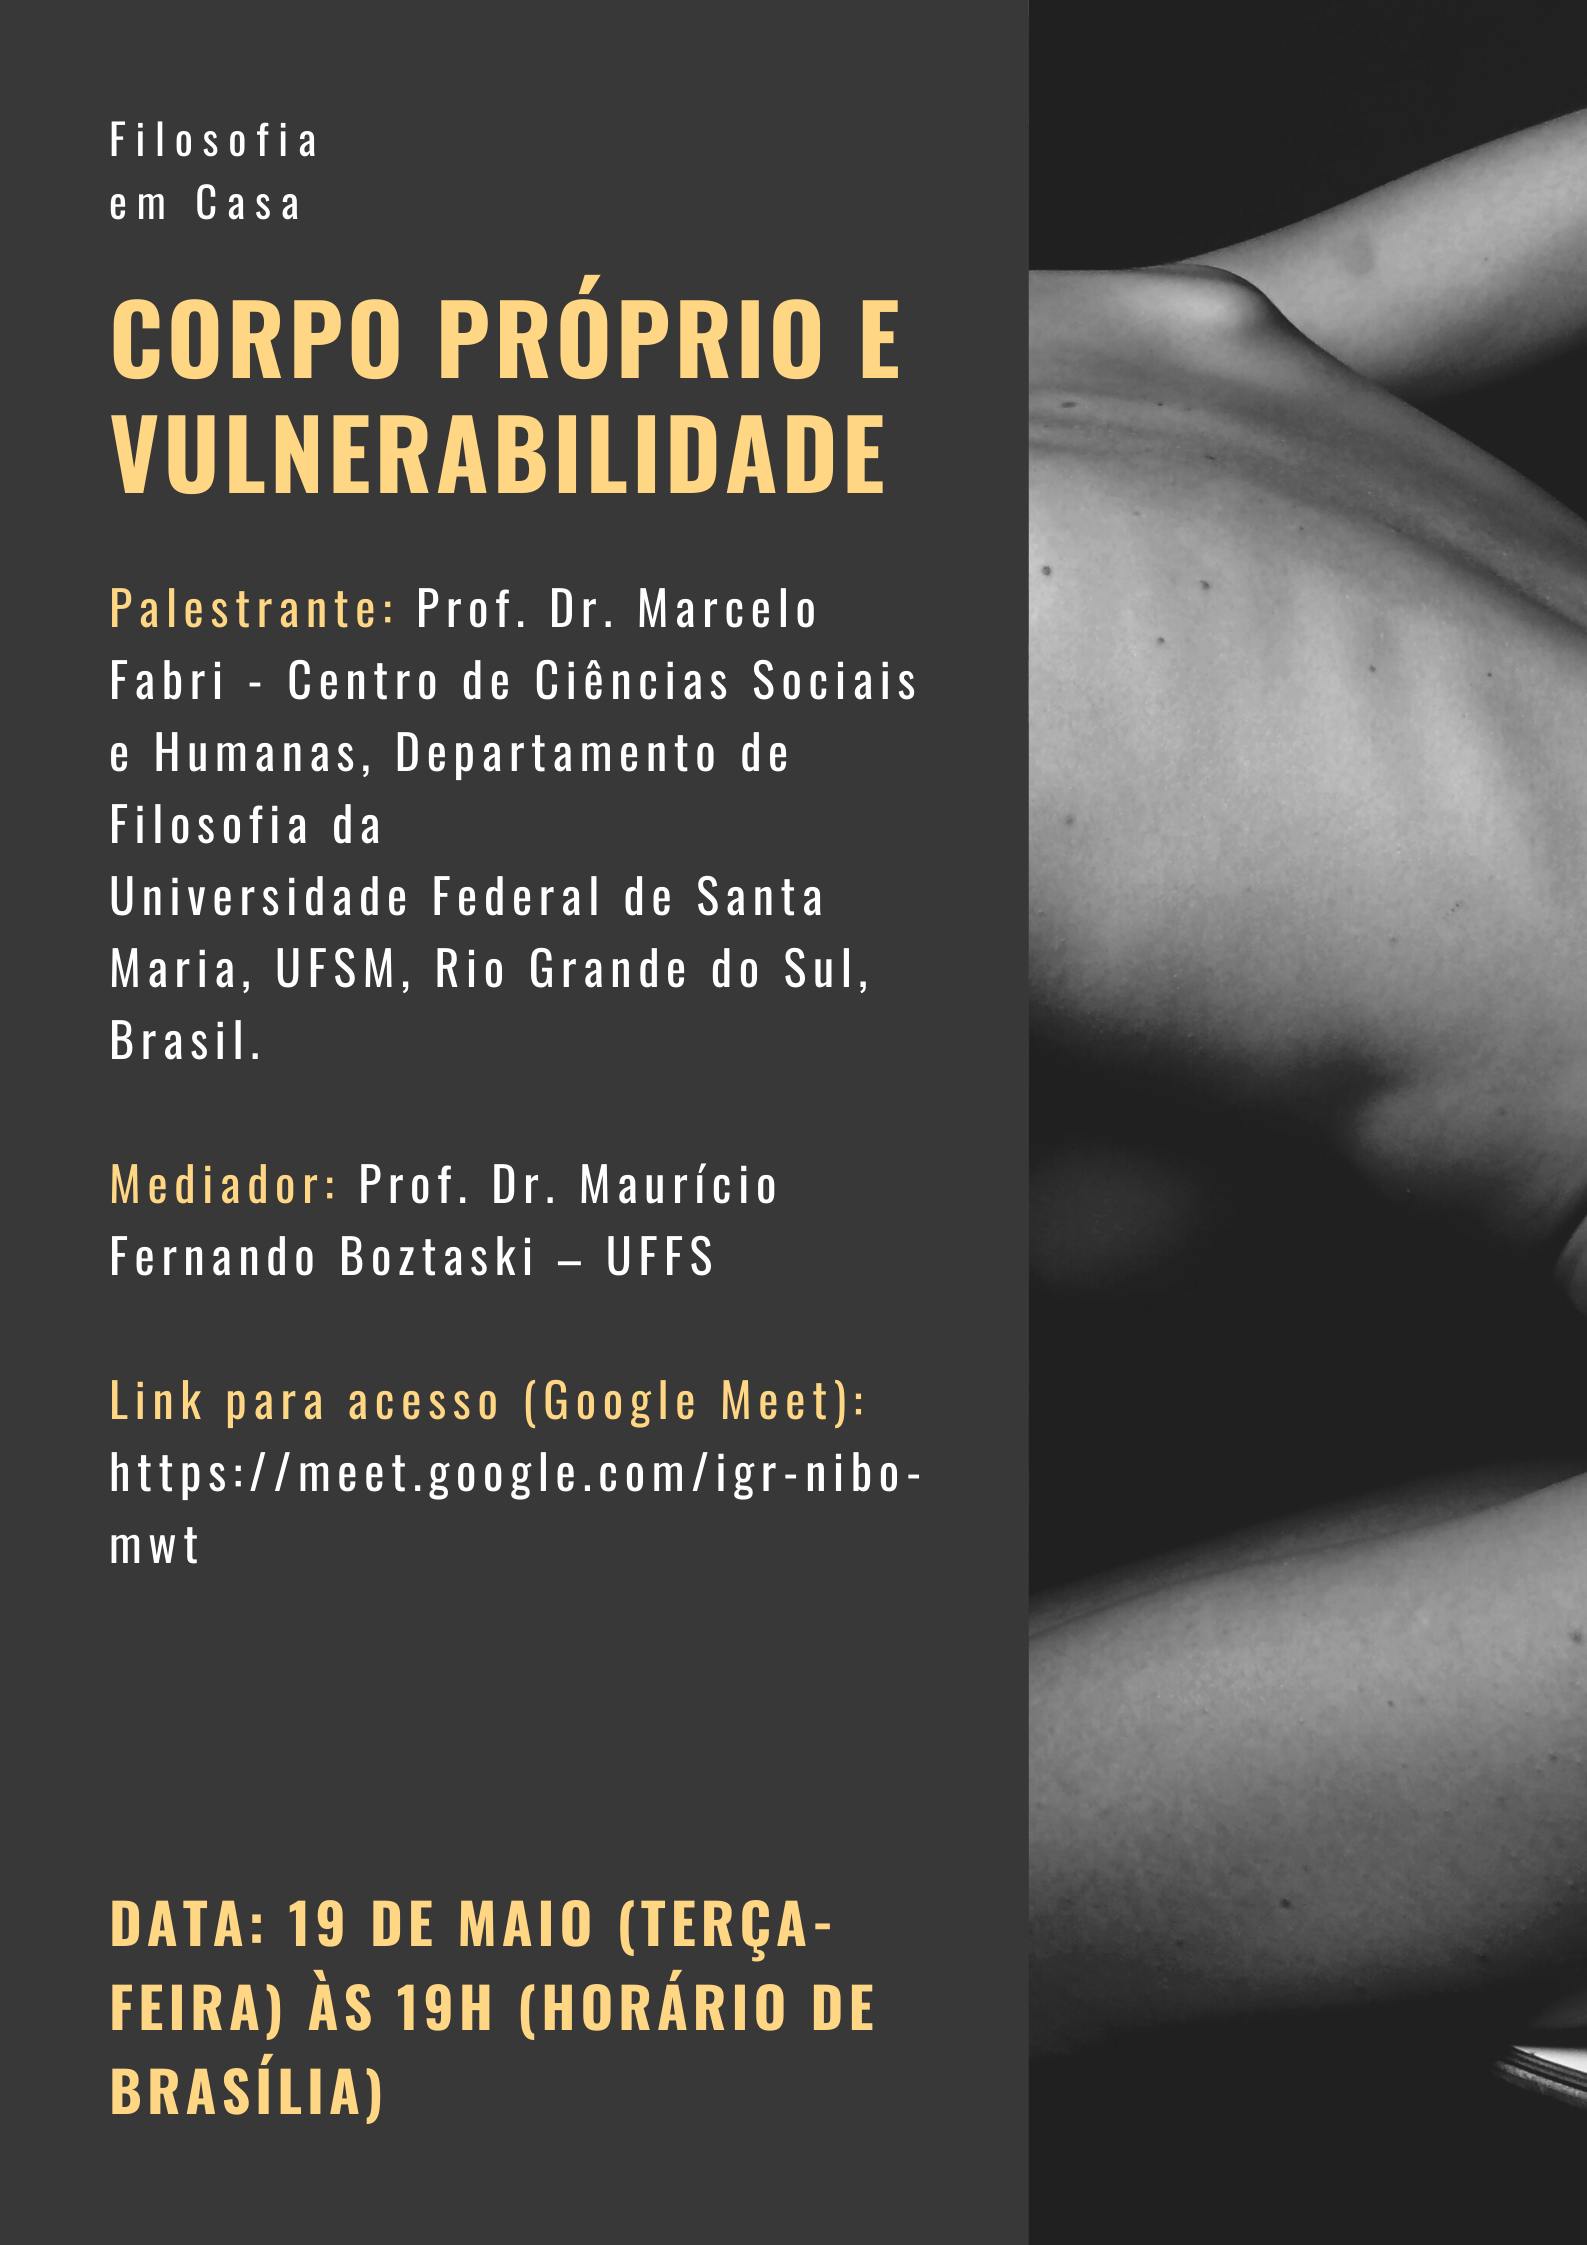 Filosofia
em Casa
CORPO PRÓPRIO E
VULNERABILIDADE
Palestrante: Prof. Dr. Marcelo
Fabri - Centro de Ciências Sociais
e Humanas, Departamento de
Filosofia da
Universidade Federal de Santa
Maria, UFSM, Rio Grande do Sul,
Brasil.
Mediador: Prof. Dr. Maurício
Fernando Boztaski – UFFS
Link para acesso (Google Meet):
https://meet.google.com/igr-nibo-
mwt
DATA: 19 DE MAIO (TERÇA-
FEIRA) ÀS 19H (HORÁRIO DE
BRASÍLIA)